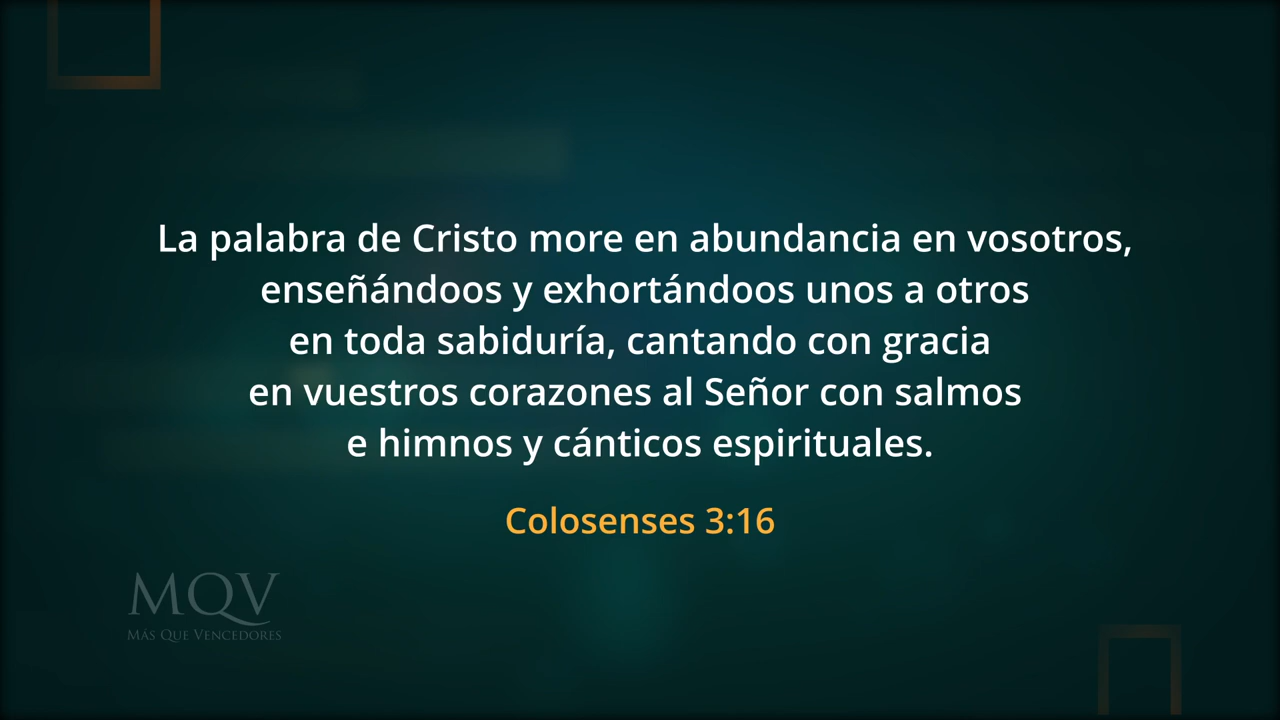 La palabra de Cristo more en abundancia en vosotros,
enseñándoos y exhortándoos unos a otros
en toda sabiduría, cantando con gracia
en vuestros corazones al Señor con salmos
e himnos y cánticos espirituales.
Colosenses 3:16
MQV
Más Que Vencedores